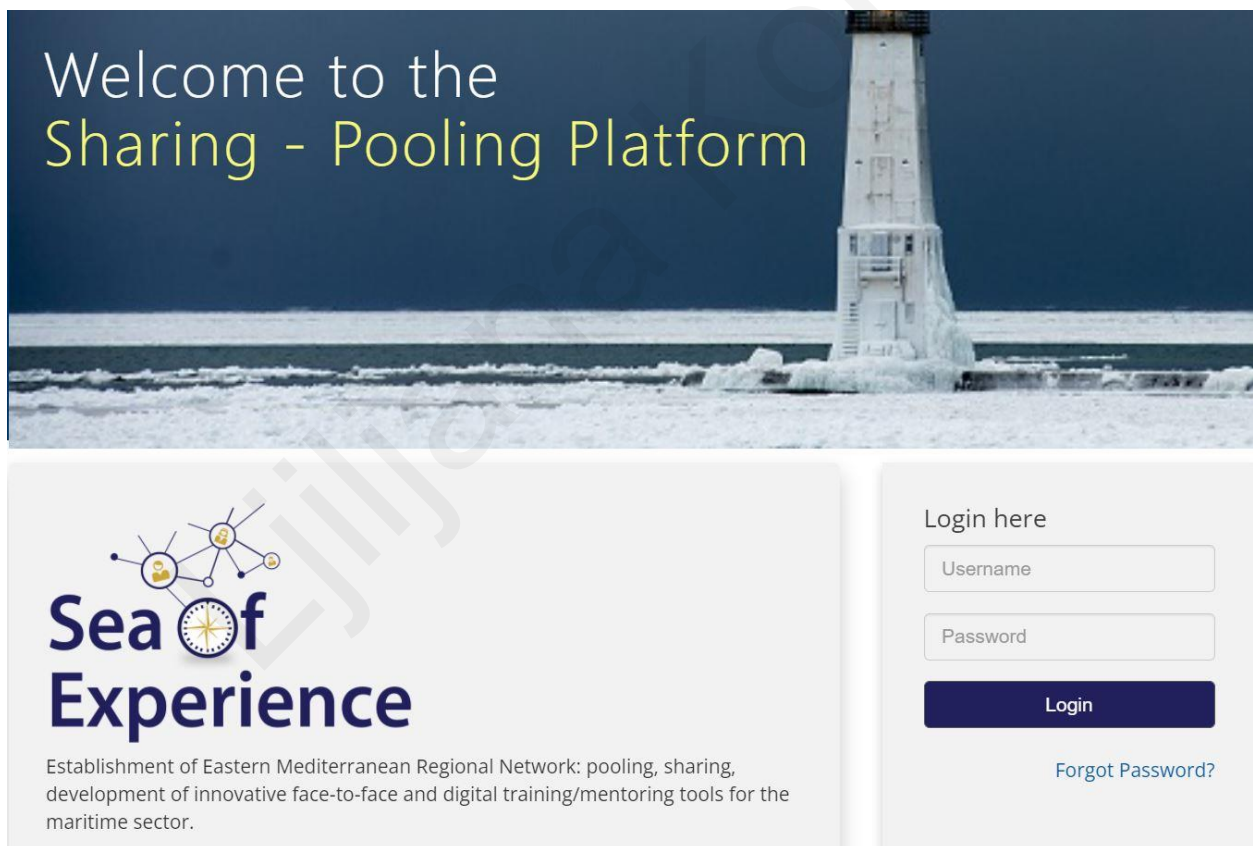 Welcome to the
Sharing - Pooling Platform
Sea Of
Experience
Establishment of Eastern Mediterranean Regional Network: pooling, sharing,
development of innovative face-to-face and digital training/mentoring tools for the
maritime sector.
Login here
Username
Password
Login
Forgot Password?